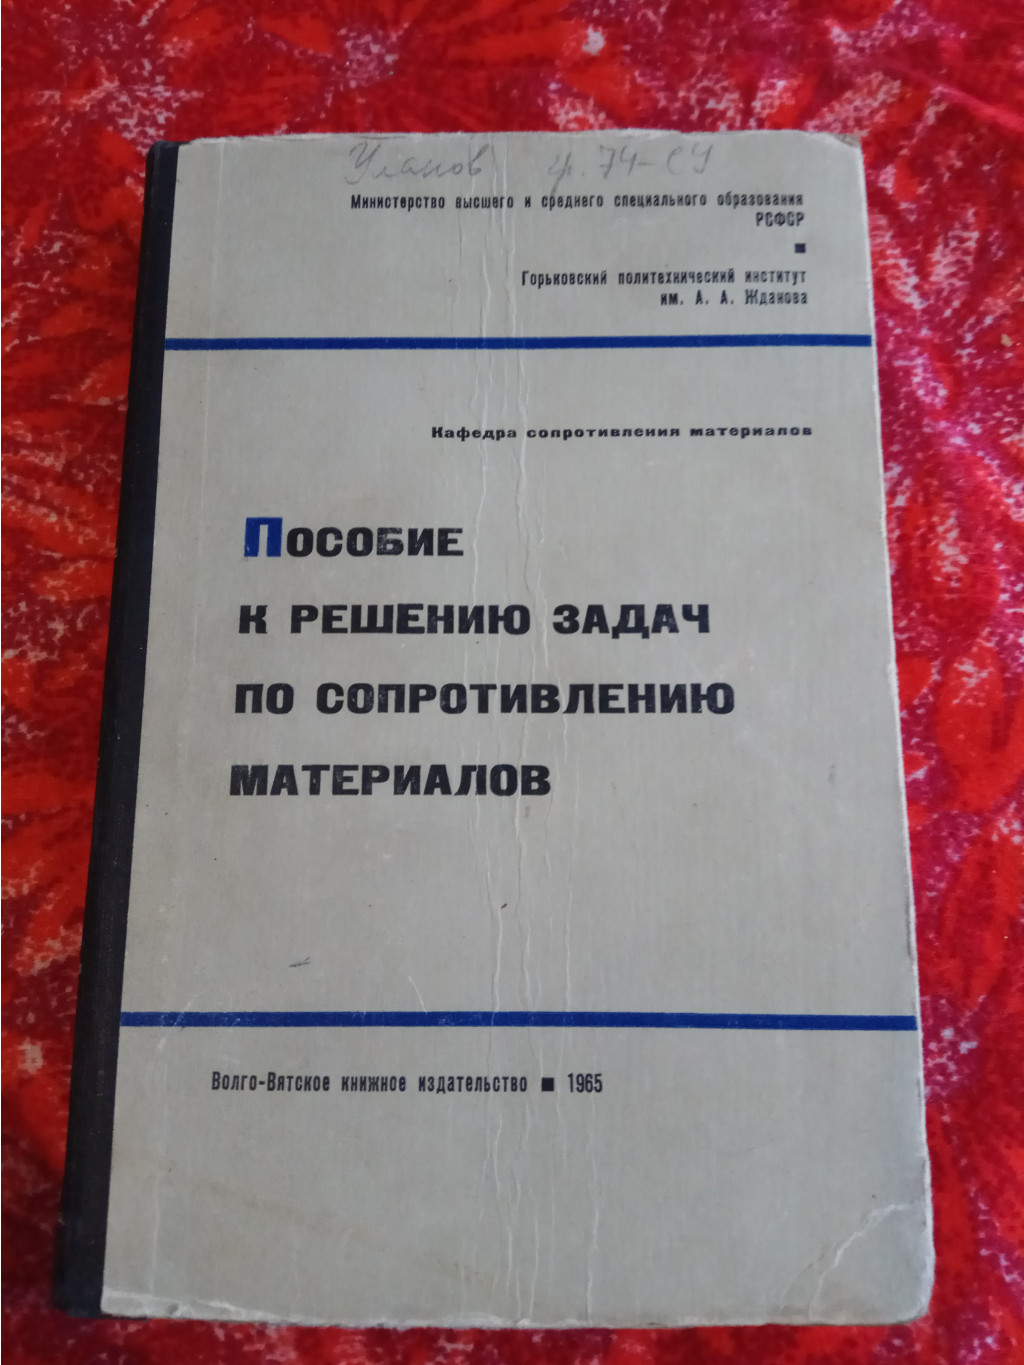 Уланов гр. 74-СУ
Министерство высшего и среднего специального образования
РСФСР
Горьковский политехнический институт
им. А. А. Жданова
Кафедра сопротивления материалов
Пособие
к решению задач
по сопротивлению
материалов
Волго-Вятское книжное издательство ■ 1965